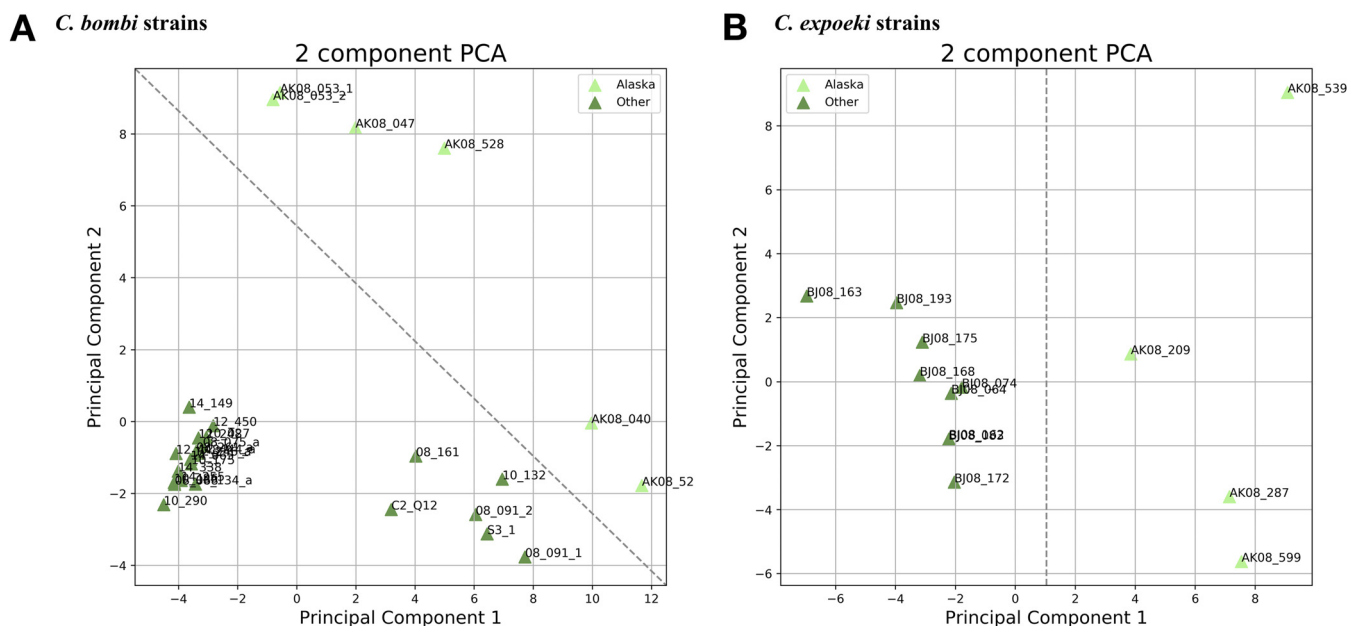 A C. bombi strains
2 component PCA
Alaska
Other
AK08_053_1
AK08_053_2
AK08_047
AK08_528
AK08_040
AK08_52
14_149
12_450
08_161
10_132
10_290
C2_Q12
08_091_2
S3_1
08_091_1
8
6
4
2
0
−2
−4
−4 −2 0 2 4 6 8 10 12
Principal Component 1
Principal Component 2
B C. expoeki strains
2 component PCA
Alaska
Other
AK08_539
BJ08_163
BJ08_193
BJ08_175
BJ08_168
BJ08_074
BJ08_064
BJ08_172
AK08_209
AK08_287
AK08_599
8
6
4
2
0
−2
−4
−6
−6 −4 −2 0 2 4 6 8
Principal Component 1
Principal Component 2